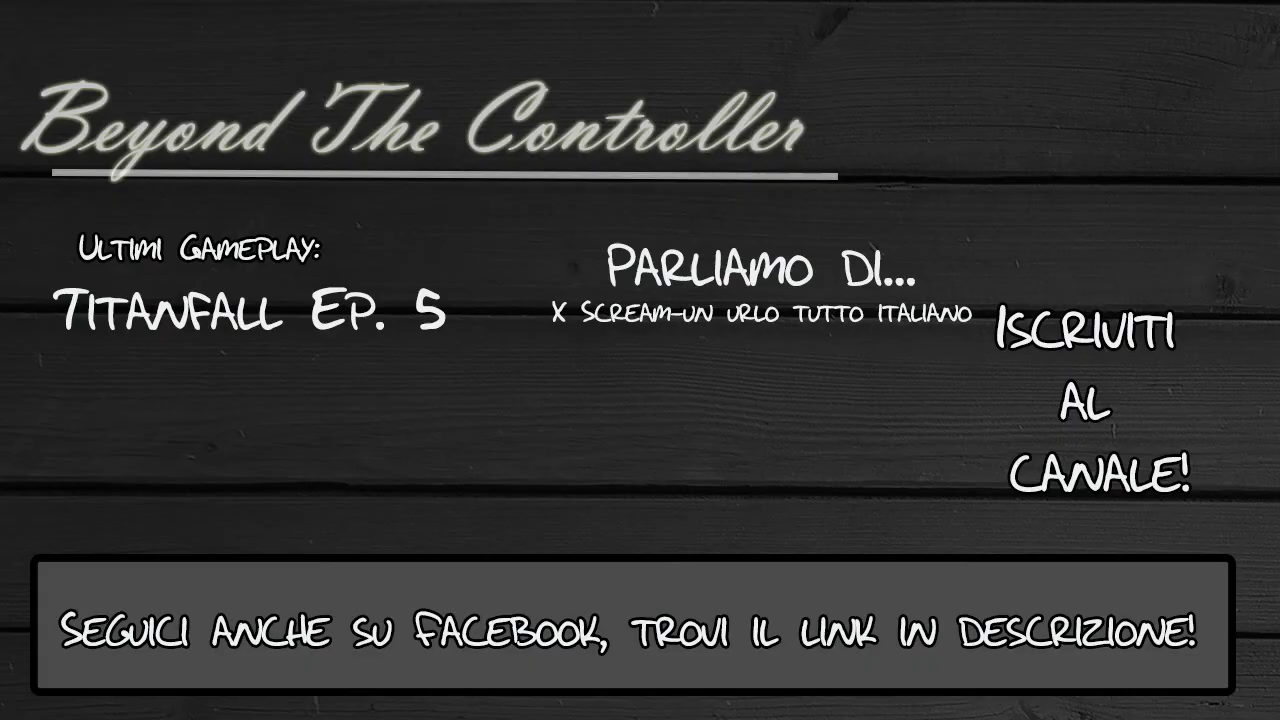 Beyond The Controller
Ultimi Gameplay:
Titanfall Ep. 5
Parliamo di...
X Scream-un urlo tutto italiano
Iscriviti
al
canale!
Seguici anche su Facebook, trovi il link in descrizione!